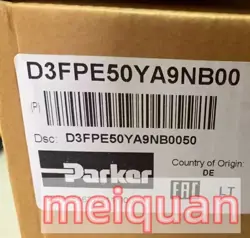 D3FPE50YA9NB00
(P)
Dsc: D3FPE50YA9NB0050
Country of Origin:
DE
Parker
EAC
LT
meiquan